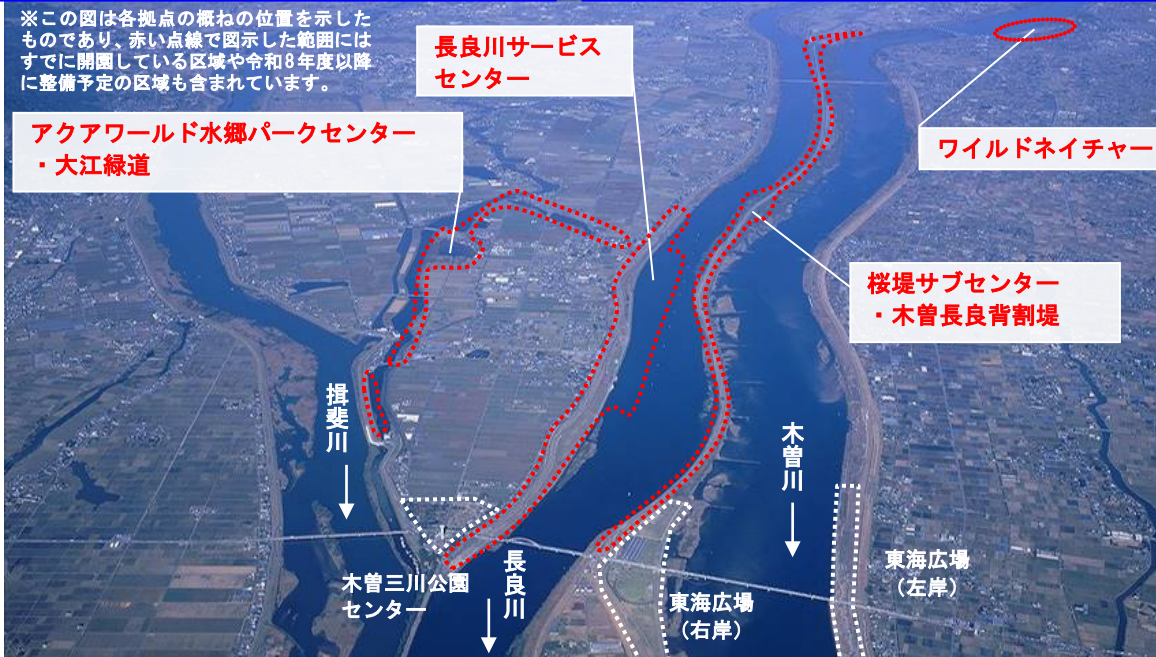 ※この図は各拠点の概ねの位置を示した
ものであり、赤い点線で図示した範囲には
すでに開園している区域や令和8年度以降
に整備予定の区域も含まれています。
長良川サービス
センター
アクアワールド水郷パークセンター
・大江緑道
ワイルドネイチャー
桜堤サブセンター
・木曽長良背割堤
揖斐川
木曽川
木曽三川公園
センター
長良川
東海広場
（右岸）
東海広場
（左岸）